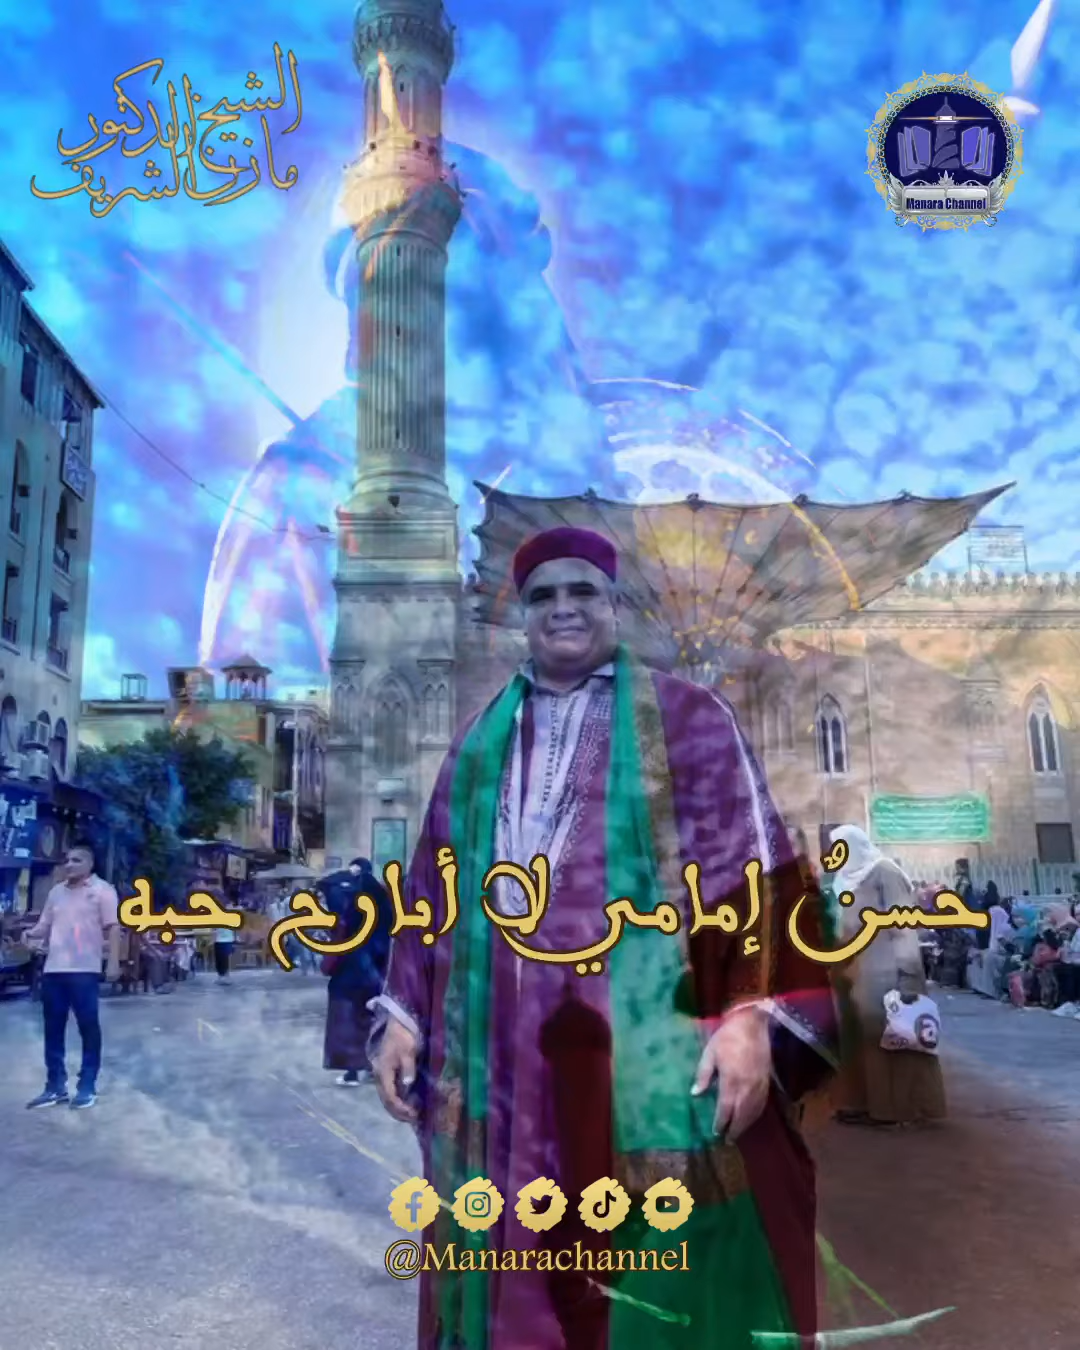 الشيخ الدكتور
مازن الشريف
Manara Channel
حسنٌ إمامي لا أبارح حبه
@Manarachannel